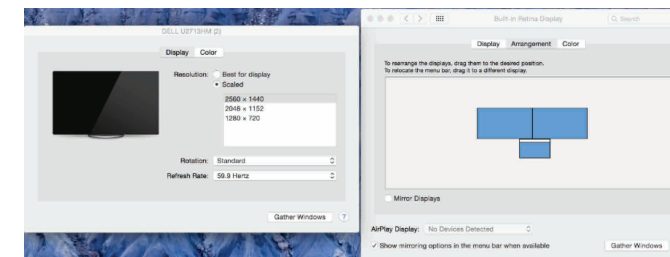 DELL U2713HM (2)
Display Color
Resolution: Best for display
Scaled
2560 × 1440
2048 × 1152
1280 × 720
Rotation: Standard
Refresh Rate: 59.9 Hertz
Gather Windows ?
Built-in Retina Display
Search
Display Arrangement Color
To rearrange the displays, drag them to the desired position.
To relocate the menu bar, drag it to a different display.
Mirror Displays
AirPlay Display: No Devices Detected
Show mirroring options in the menu bar when available
Gather Windows